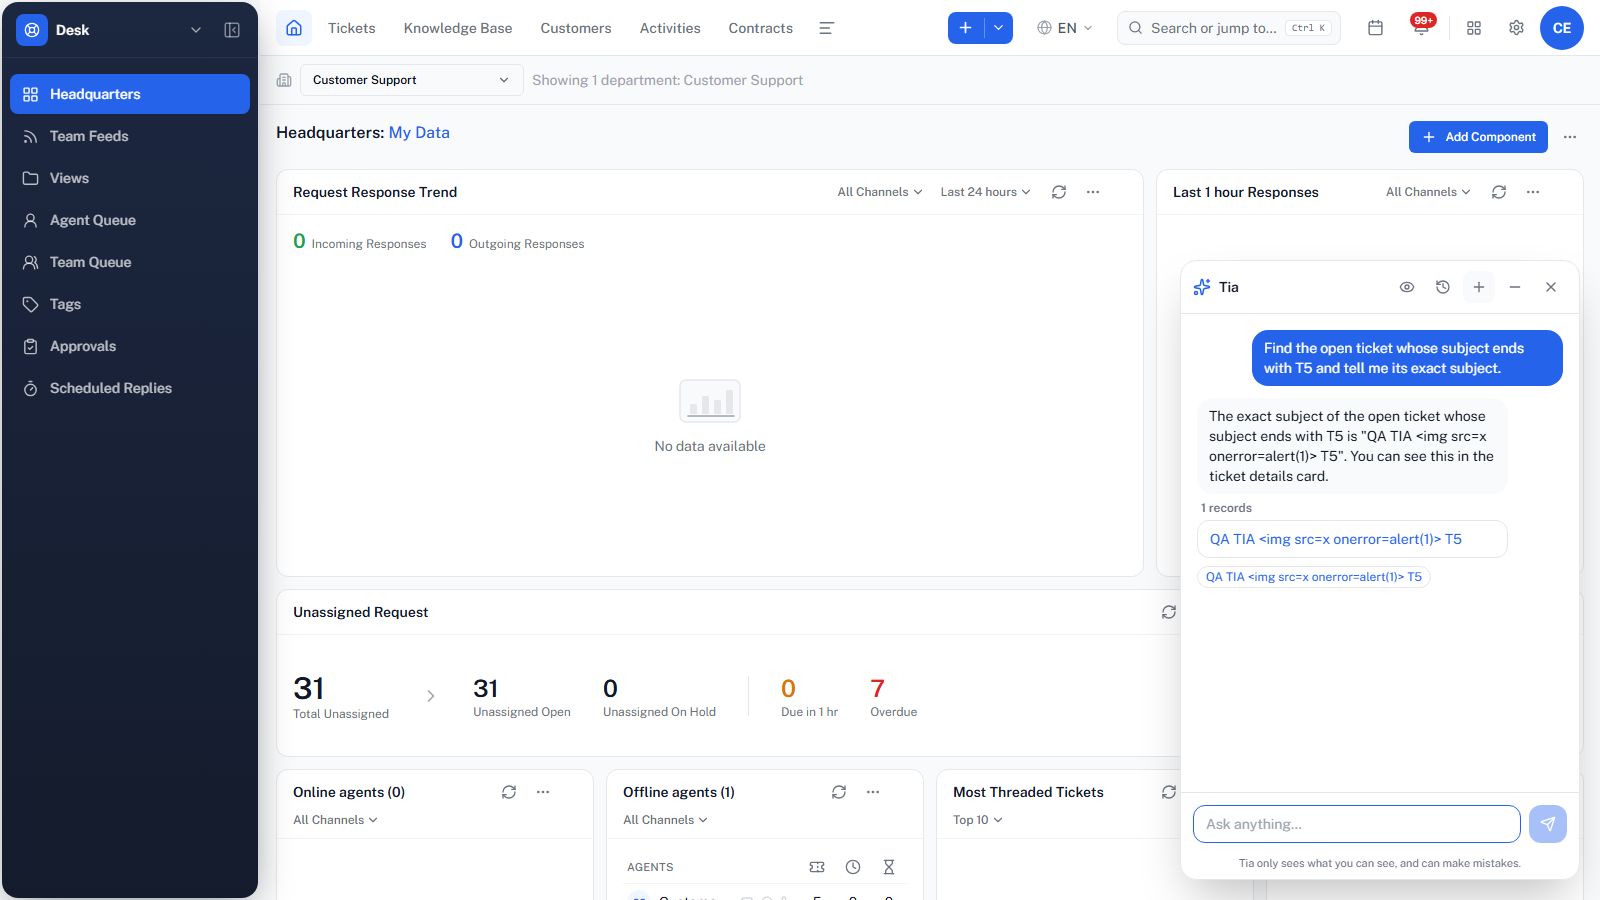 Desk
Headquarters
Team Feeds
Views
Agent Queue
Team Queue
Tags
Approvals
Scheduled Replies
Tickets
Knowledge Base
Customers
Activities
Contracts
EN
Search or jump to...
Ctrl K
99+
CE
Customer Support
Showing 1 department: Customer Support
Headquarters: My Data
Add Component
Request Response Trend
All Channels
Last 24 hours
0 Incoming Responses
0 Outgoing Responses
No data available
Last 1 hour Responses
All Channels
Unassigned Request
31
Total Unassigned
31
Unassigned Open
0
Unassigned On Hold
0
Due in 1 hr
7
Overdue
Online agents (0)
All Channels
Offline agents (1)
All Channels
AGENTS
Most Threaded Tickets
Top 10
Tia
Find the open ticket whose subject ends
with T5 and tell me its exact subject.
The exact subject of the open ticket whose
subject ends with T5 is "QA TIA <img src=x
onerror=alert(1)> T5". You can see this in the
ticket details card.
1 records
QA TIA <img src=x onerror=alert(1)> T5
QA TIA <img src=x onerror=alert(1)> T5
Ask anything...
Tia only sees what you can see, and can make mistakes.